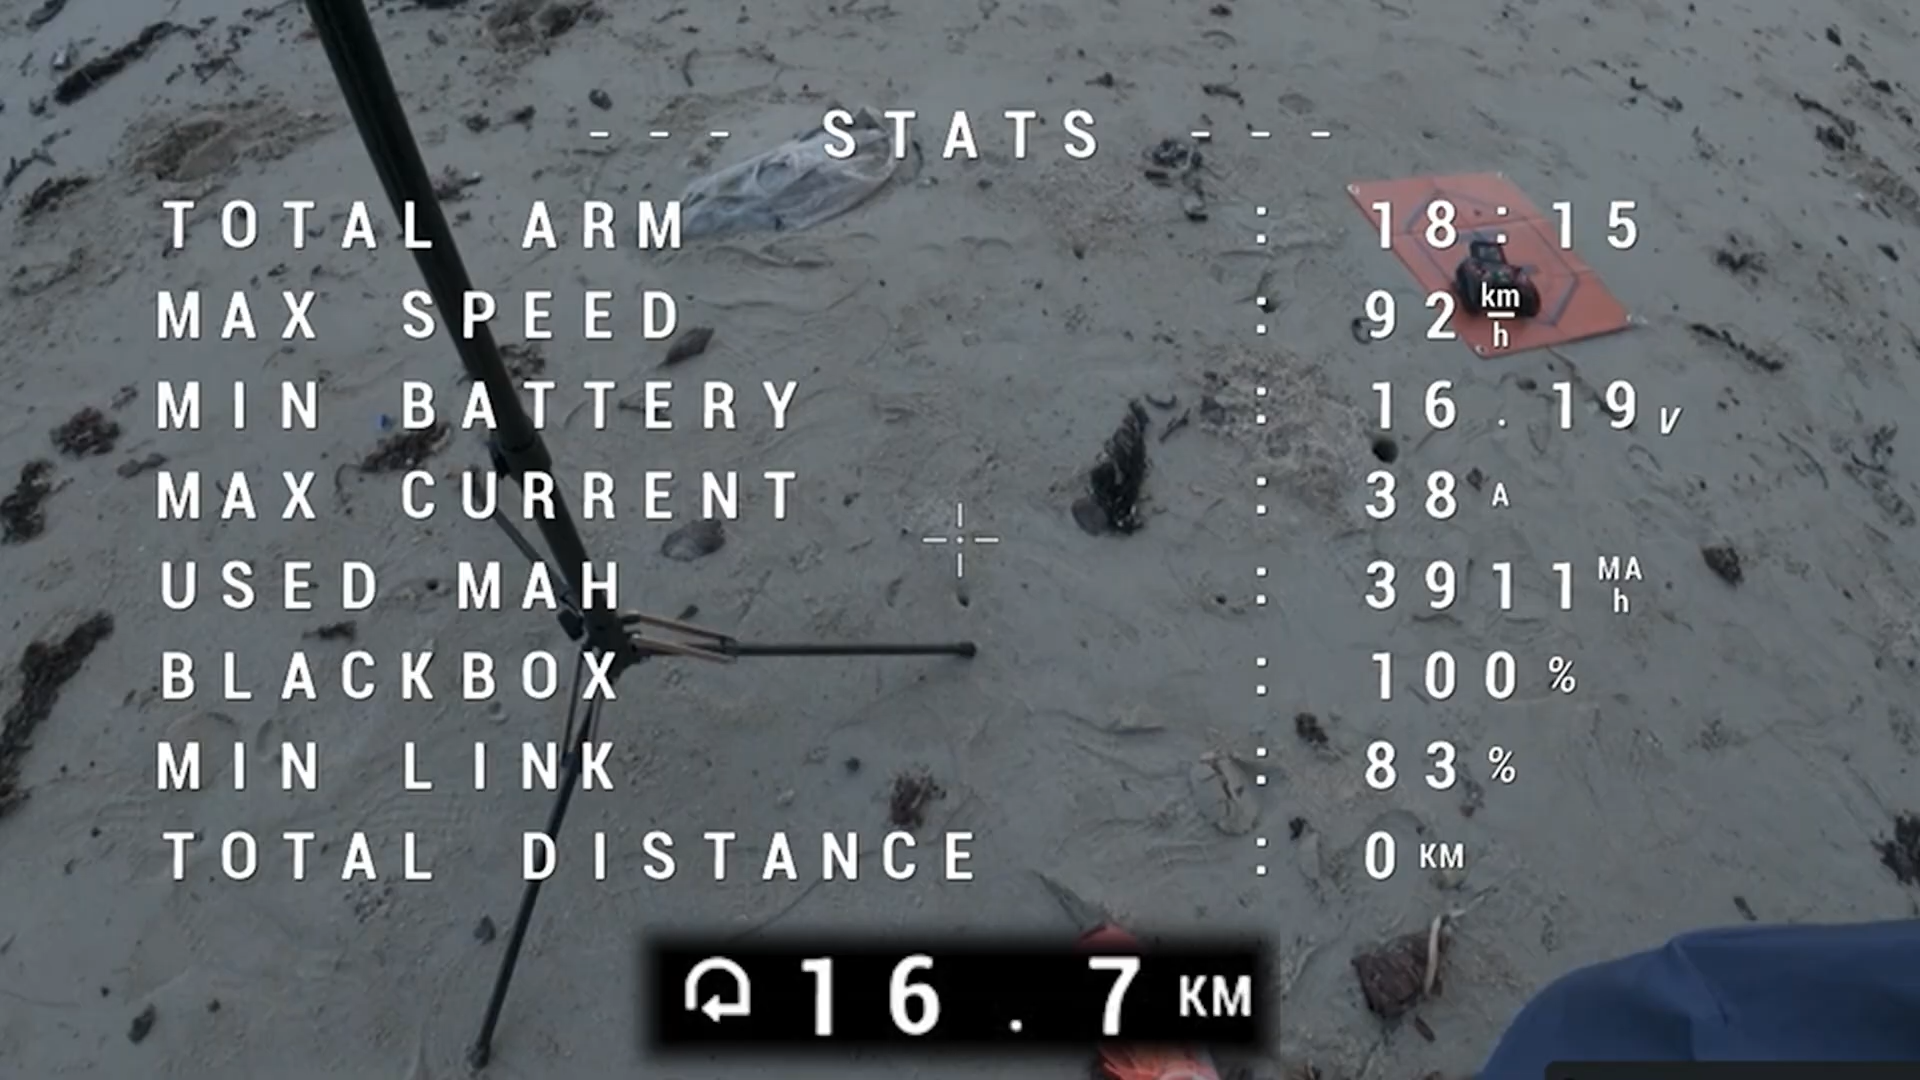 --- STATS ---
TOTAL ARM : 18:15
MAX SPEED : 92 km/h
MIN BATTERY : 16.19 V
MAX CURRENT : 38 A
USED MAH : 3911 MAh
BLACKBOX : 100 %
MIN LINK : 83 %
TOTAL DISTANCE : 0 KM
16.7 KM